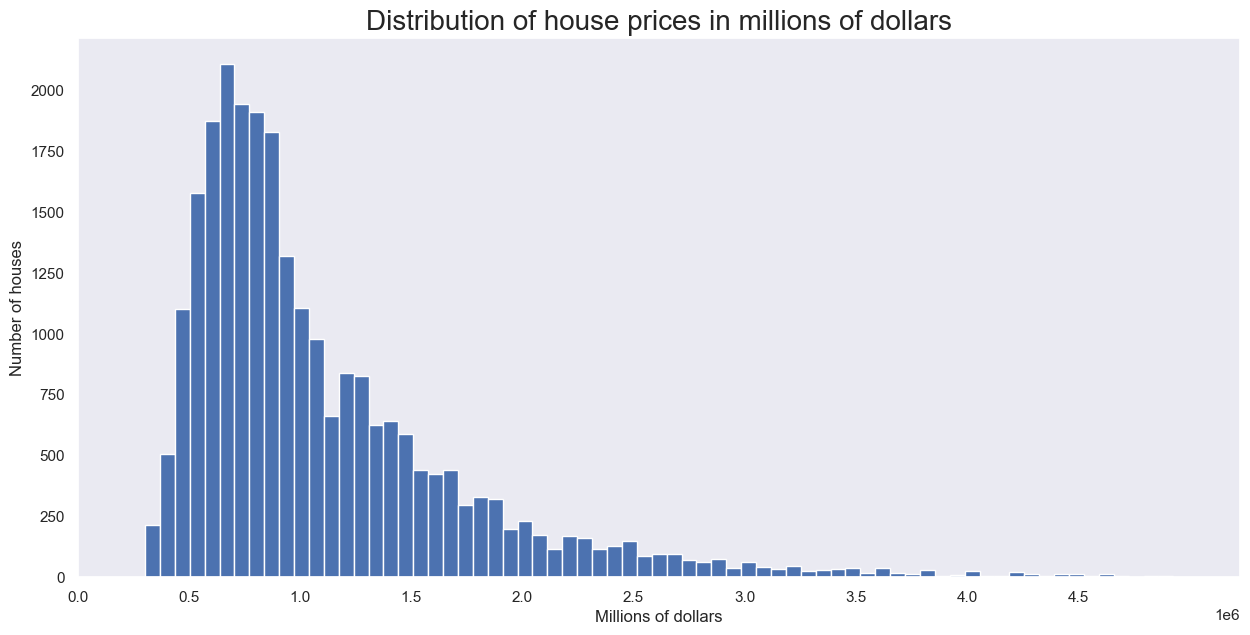 Distribution of house prices in millions of dollars
Number of houses
2000
1750
1500
1250
1000
750
500
250
0
0.0 0.5 1.0 1.5 2.0 2.5 3.0 3.5 4.0 4.5
Millions of dollars
1e6